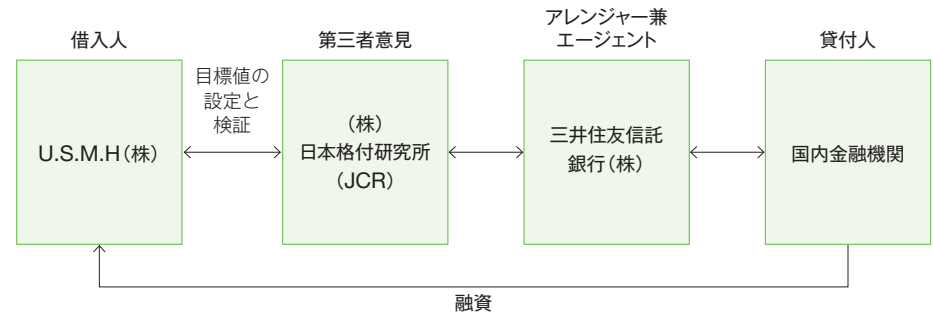 借入人
第三者意見
アレンジャー兼
エージェント
貸付人
U.S.M.H(株)
目標値の
設定と
検証
(株)
日本格付研究所
(JCR)
三井住友信託
銀行(株)
国内金融機関
融資